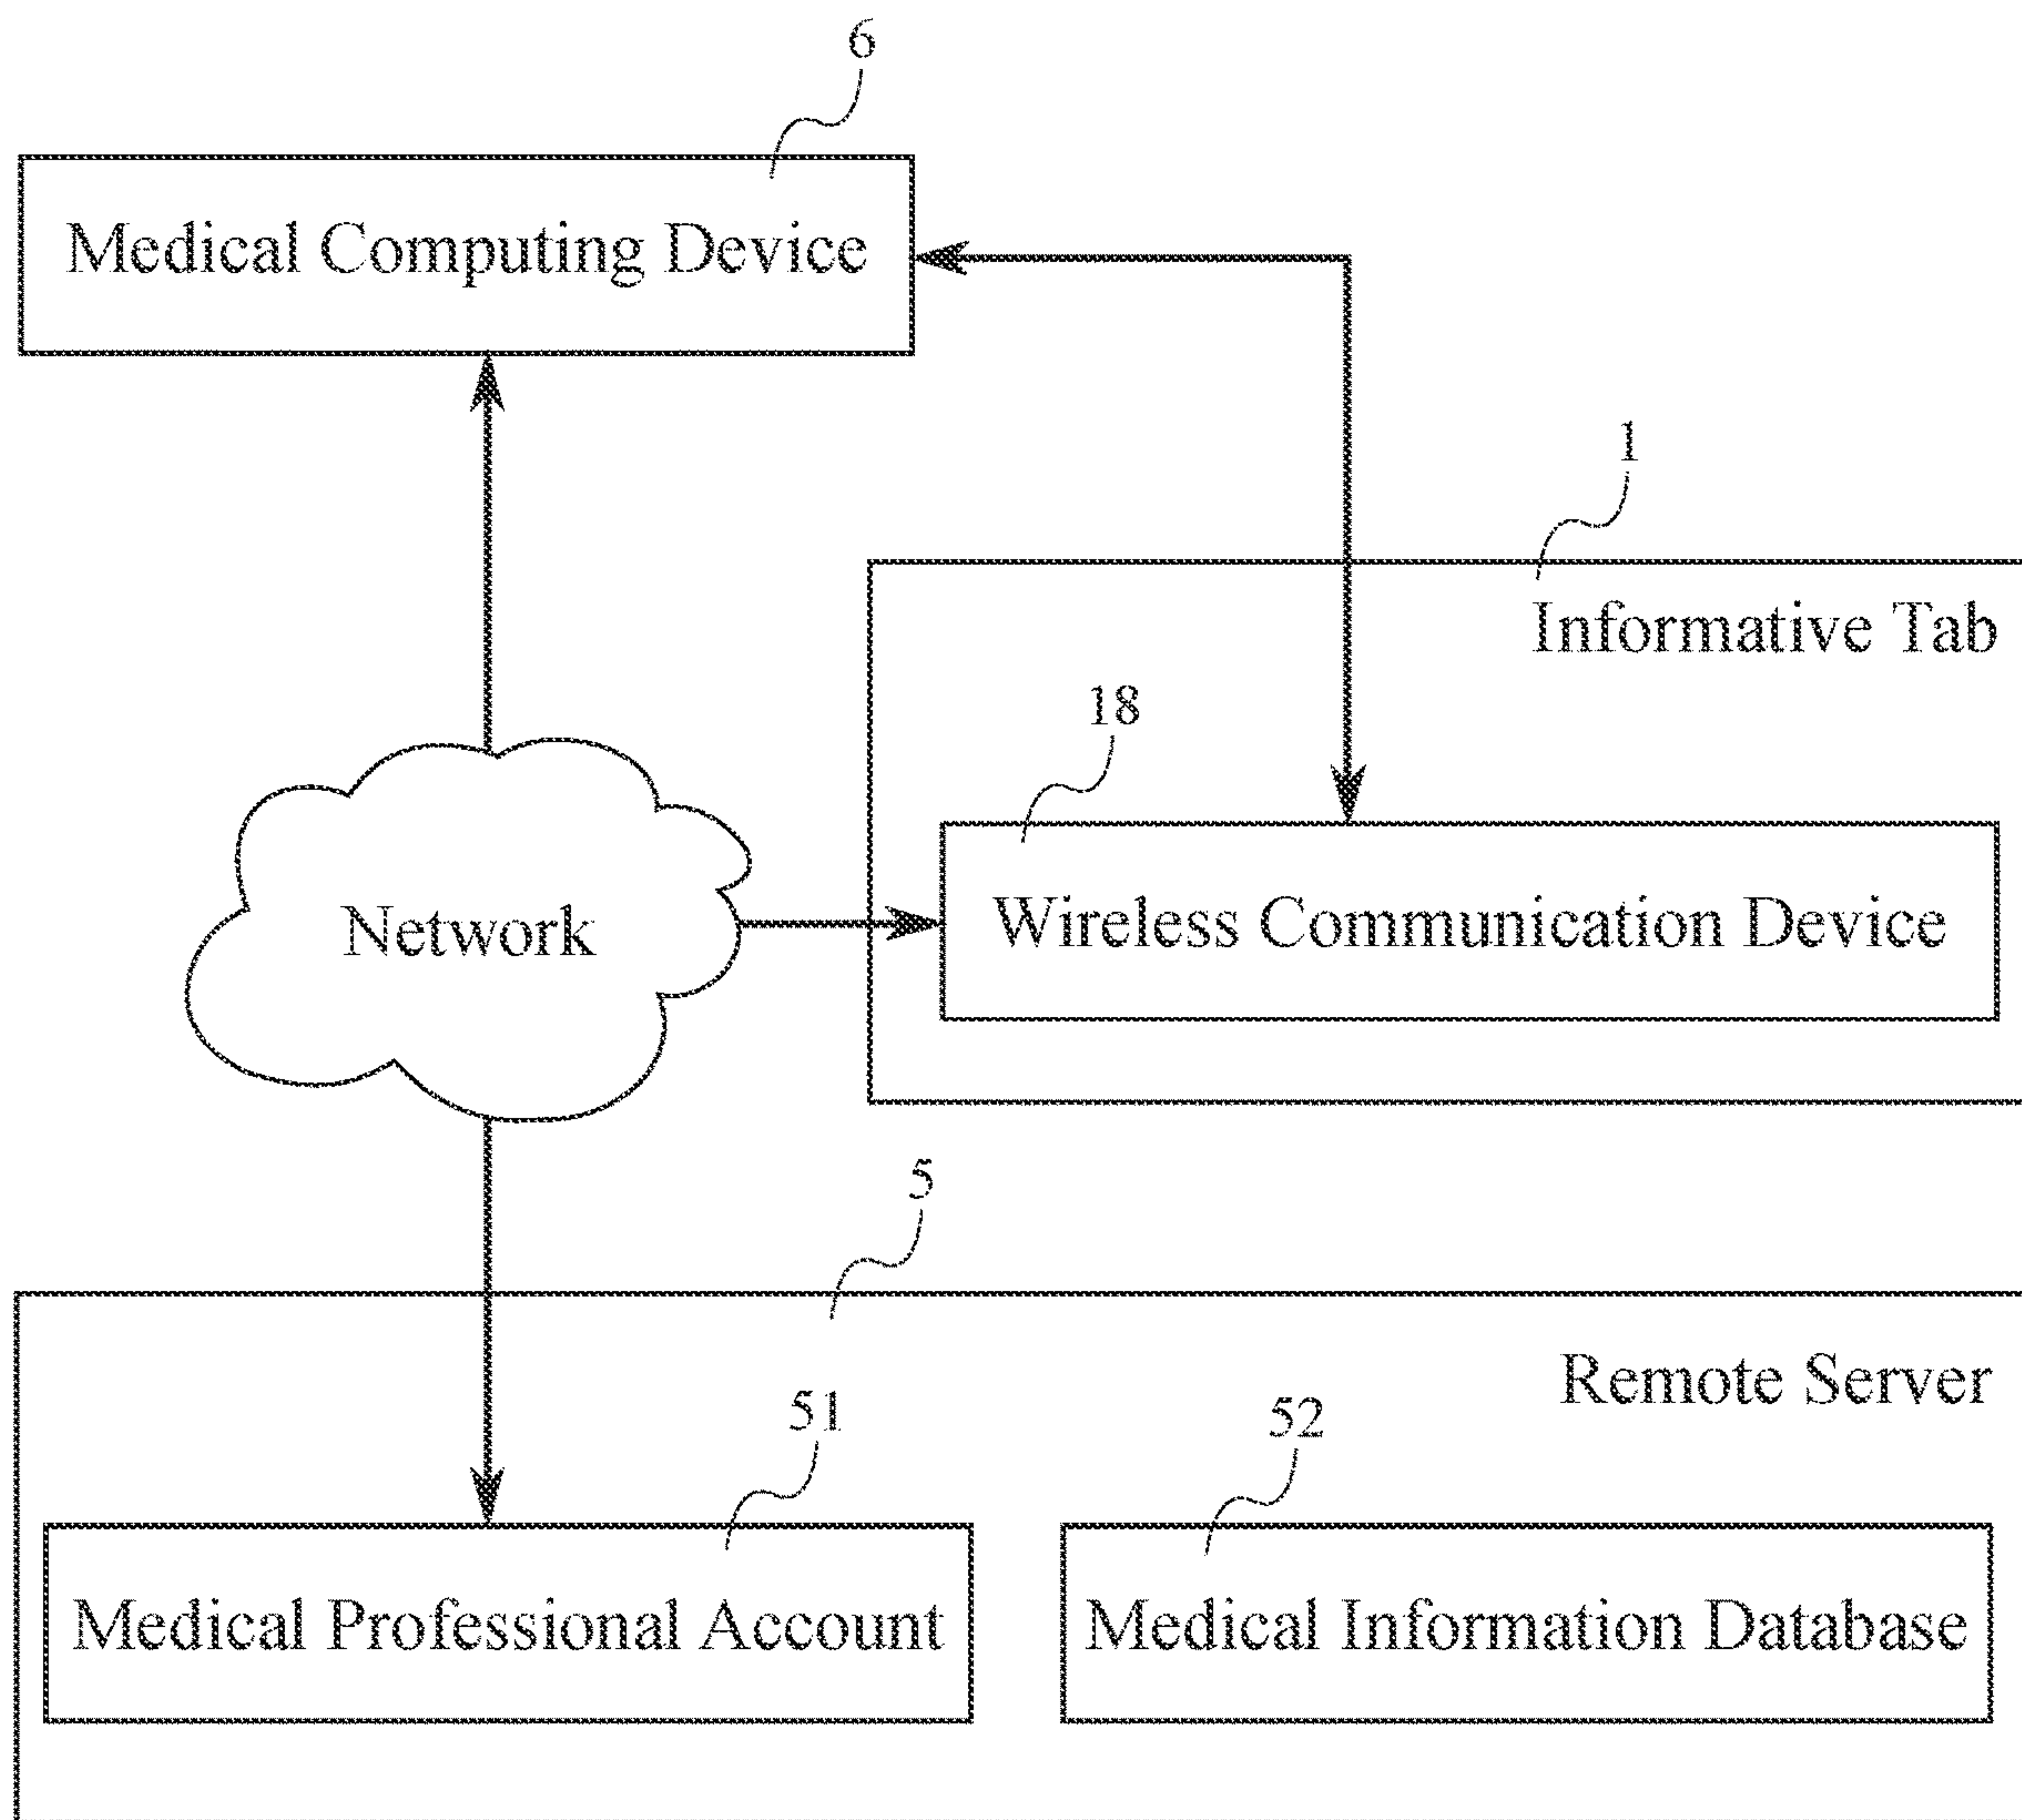 6
Medical Computing Device
1
Informative Tab
18
Wireless Communication Device
Network
5
Remote Server
51
52
Medical Professional Account
Medical Information Database